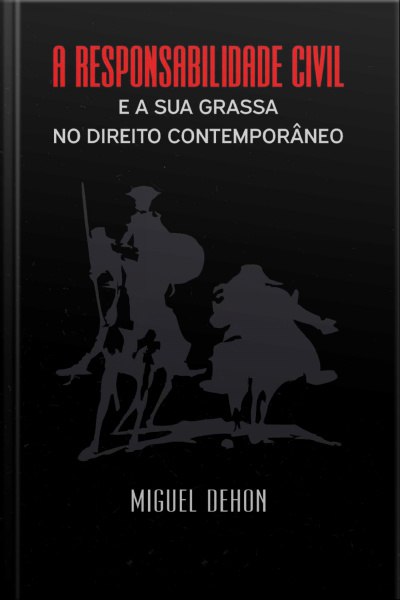 A RESPONSABILIDADE CIVIL
E A SUA GRASSA
NO DIREITO CONTEMPORÂNEO
MIGUEL DEHON